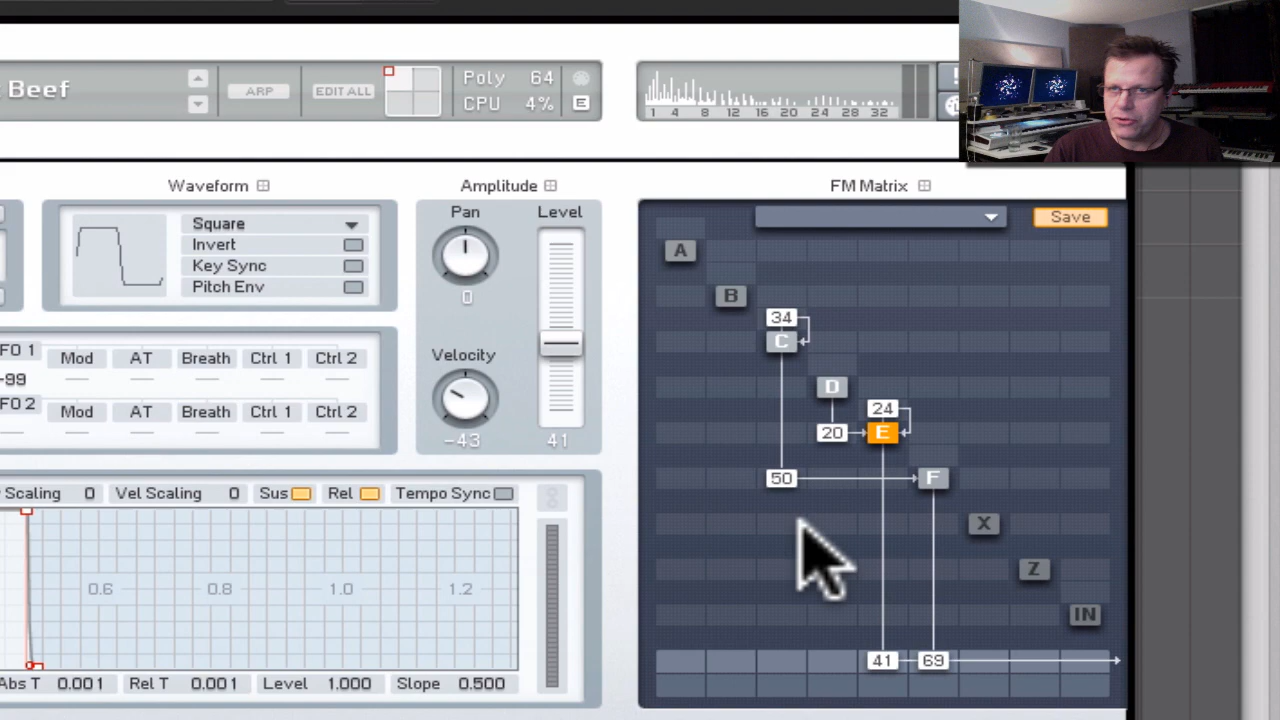 Beef
ARP
EDIT ALL
Poly 64
CPU 4%
E
1 4 8 12 16 20 24 28 32
Waveform
Amplitude
FM Matrix
Square
Invert
Key Sync
Pitch Env
Pan
0
Level
Velocity
-43
41
Save
A
B
34
C
D
24
20
E
50
F
X
Z
IN
41
69
FO 1
Mod AT Breath Ctrl 1 Ctrl 2
-99
FO 2
Mod AT Breath Ctrl 1 Ctrl 2
Scaling 0 Vel Scaling 0 Sus Rel Tempo Sync
0.6 0.8 1.0 1.2
Abs T 0.001 Rel T 0.001 Level 1.000 Slope 0.500